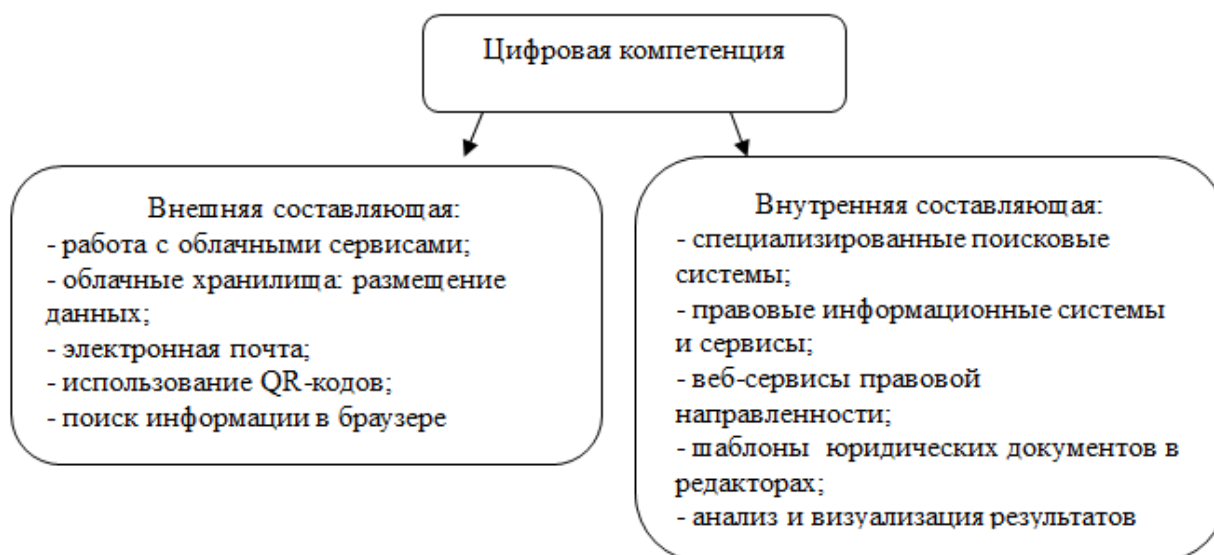 Цифровая компетенция
Внешняя составляющая:
- работа с облачными сервисами;
- облачные хранилища: размещение
данных;
- электронная почта;
- использование QR-кодов;
- поиск информации в браузере
Внутренняя составляющая:
- специализированные поисковые
системы;
- правовые информационные системы
и сервисы;
- веб-сервисы правовой
направленности;
- шаблоны юридических документов в
редакторах;
- анализ и визуализация результатов